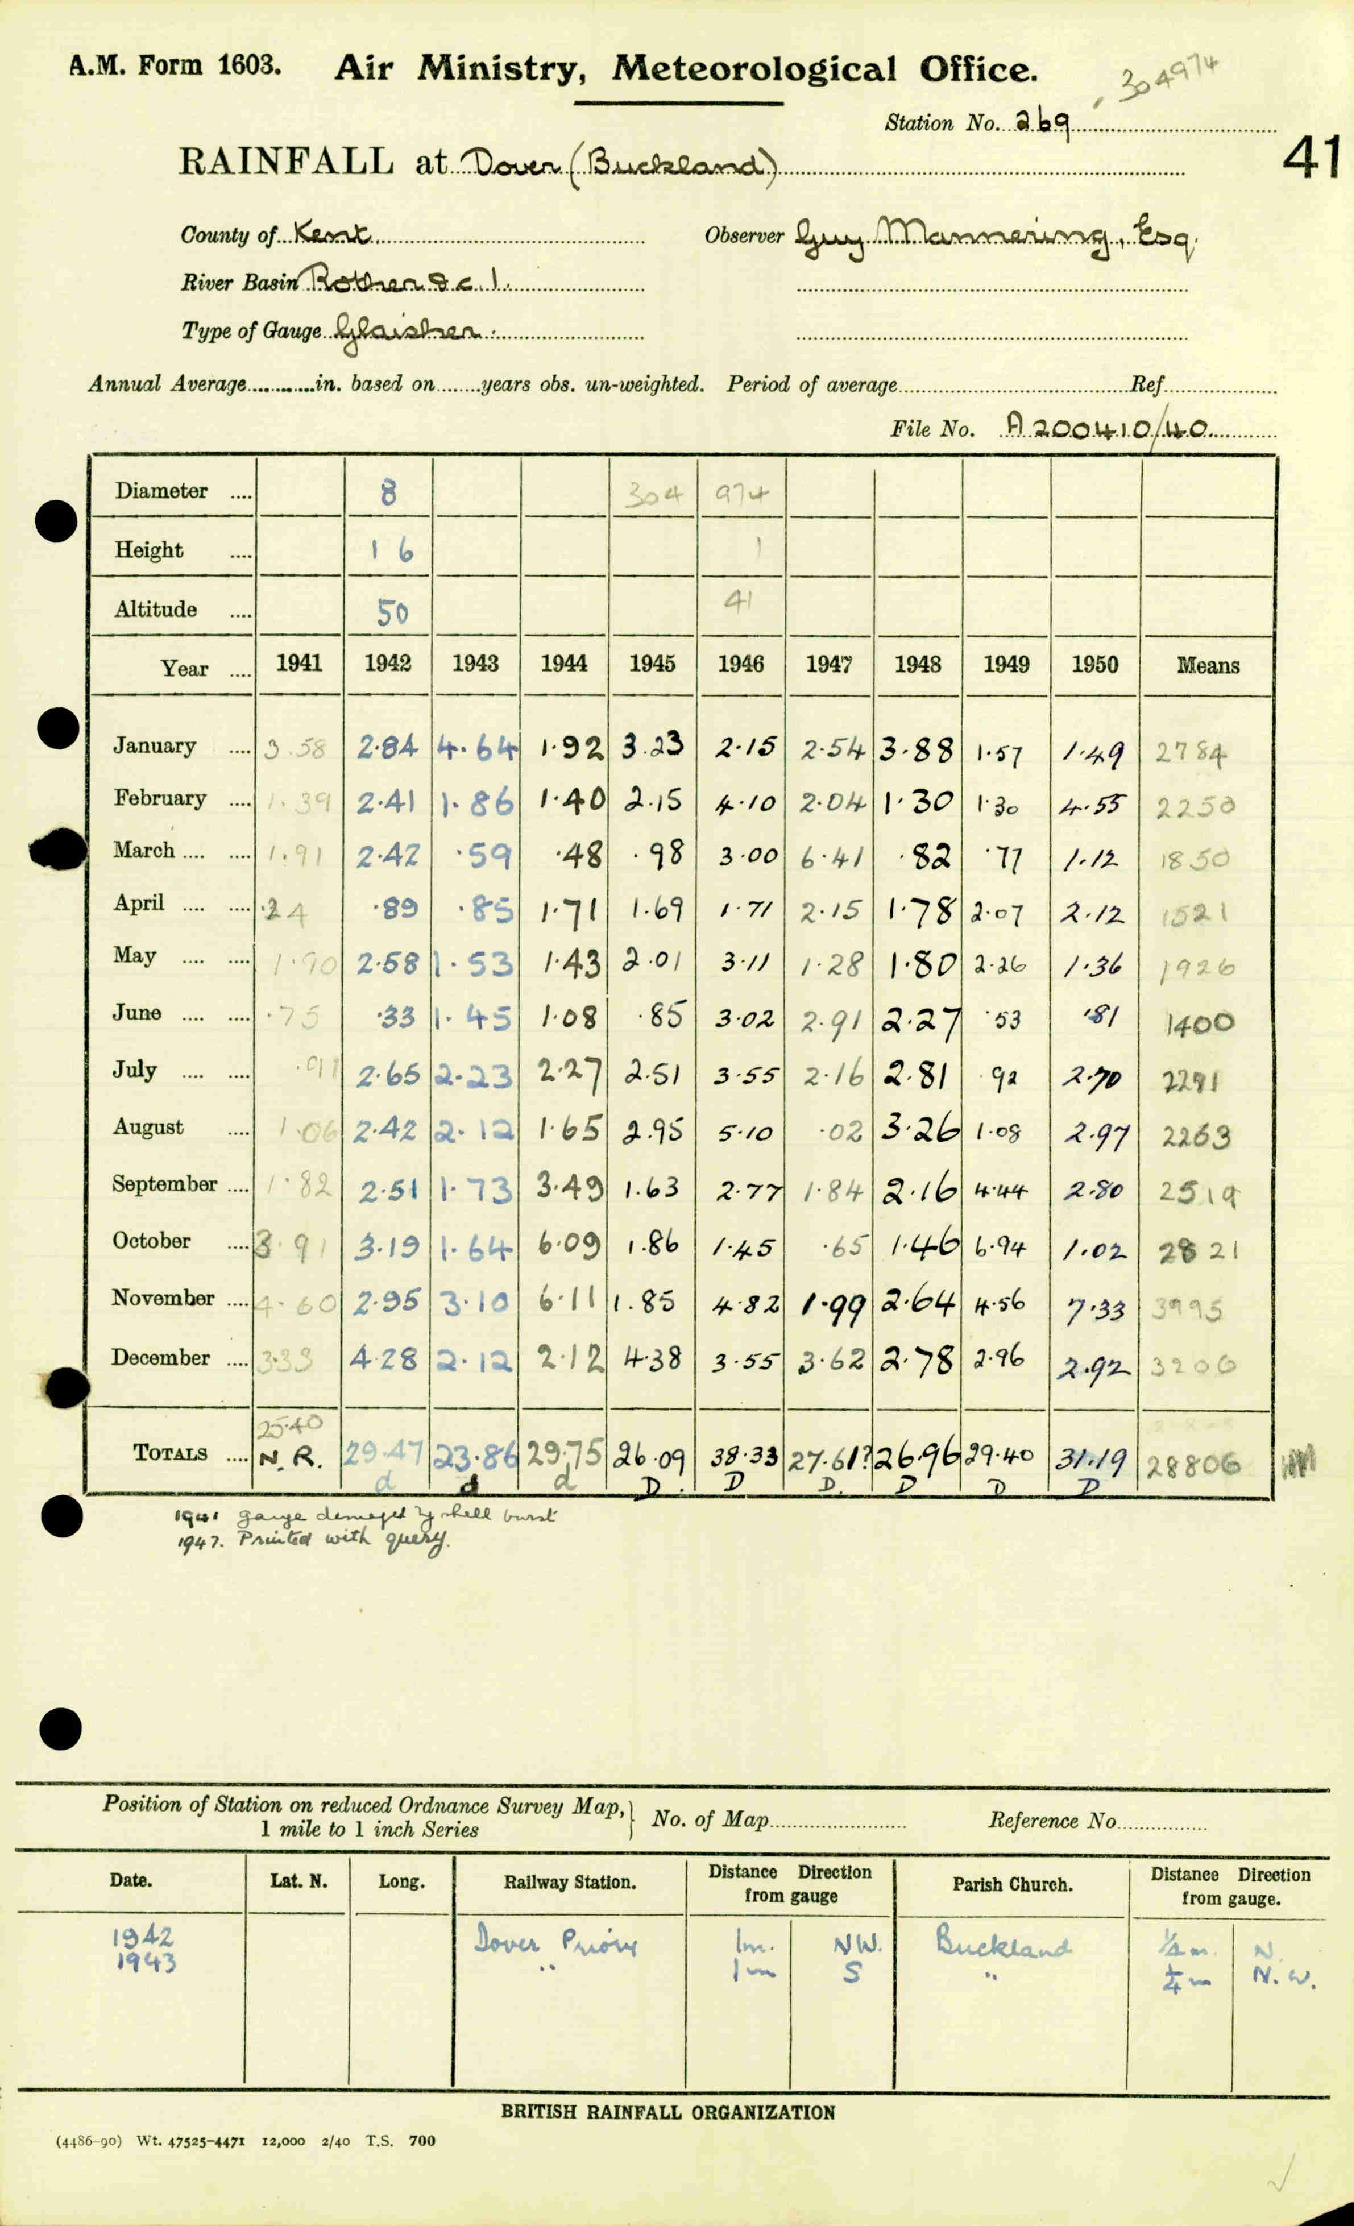 A.M. Form 1603. Air Ministry, Meteorological Office. 304974
Station No. 269
41
RAINFALL at Dover (Buckland)
County of Kent Observer Guy Mannering, Esq.
River Basin Rother &c. 1.
Type of Gauge Glaisher.
Annual Average in. based on years obs. un-weighted. Period of average Ref.
File No. A200410/40
Diameter .... 8 304 974
Height .... 1 6 1
Altitude .... 50 41
Year .... 1941 1942 1943 1944 1945 1946 1947 1948 1949 1950 Means
January .... 3.58 2.84 4.64 1.92 3.23 2.15 2.54 3.88 1.57 1.49 2784
February .... 1.39 2.41 1.86 1.40 2.15 4.10 2.04 1.30 1.30 4.55 2250
March .... .... 1.91 2.42 .59 .48 .98 3.00 6.41 .82 .77 1.12 1850
April .... .... .24 .89 .85 1.71 1.69 1.71 2.15 1.78 2.07 2.12 1521
May .... .... 1.90 2.58 1.53 1.43 2.01 3.11 1.28 1.80 2.26 1.36 1926
June .... .... .75 .33 1.45 1.08 .85 3.02 2.91 2.27 .53 .81 1400
July .... .... .91 2.65 2.23 2.27 2.51 3.55 2.16 2.81 .92 2.70
August .... 1.06 2.42 2.12 1.65 2.95 5.10 .02 3.26 1.08 2.97 2263
September .... 1.82 2.51 1.73 3.49 1.63 2.77 1.84 2.16 4.44 2.80 2519
October .... 3.91 3.19 1.64 6.09 1.86 1.45 .65 1.46 6.94 1.02 2821
November .... 4.60 2.95 3.10 6.11 1.85 4.82 1.99 2.64 4.56 7.33 3995
December .... 3.33 4.28 2.12 2.12 4.38 3.55 3.62 2.78 2.96 2.92 3206
25.40
TOTALS .... N.R. 29.47 23.86 29.75 26.09 38.33 27.61? 26.96 29.40 31.19 28806
d d d D. D D. D D D
1941 gauge damaged by shell burst
1947. Printed with query.
Position of Station on reduced Ordnance Survey Map, 1 mile to 1 inch Series No. of Map Reference No.
Date. Lat. N. Long. Railway Station. Distance Direction from gauge Parish Church. Distance Direction from gauge.
1942 Dover Priory 1m. NW. Buckland ¼ m. N.
1943 " 1m S " ¼ m N.W.
BRITISH RAINFALL ORGANIZATION
(4486-90) Wt. 47525-4471 12,000 2/40 T.S. 700